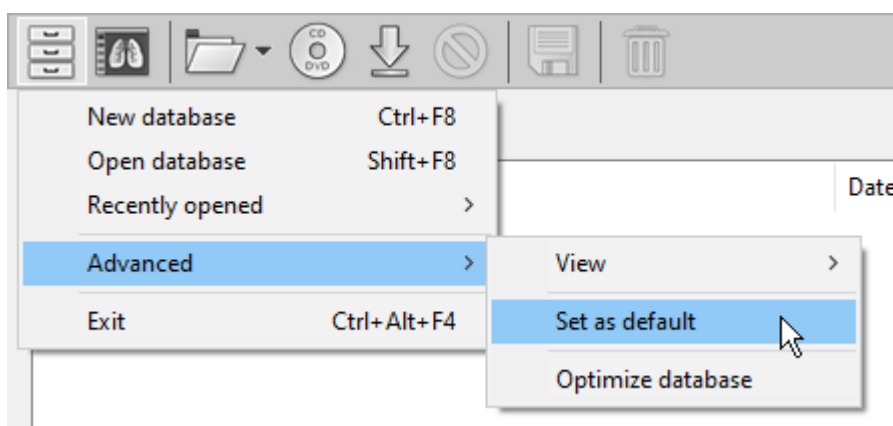 CD
DVD
New database Ctrl+F8
Open database Shift+F8
Recently opened >
Date
Advanced >
View >
Exit Ctrl+Alt+F4
Set as default
Optimize database